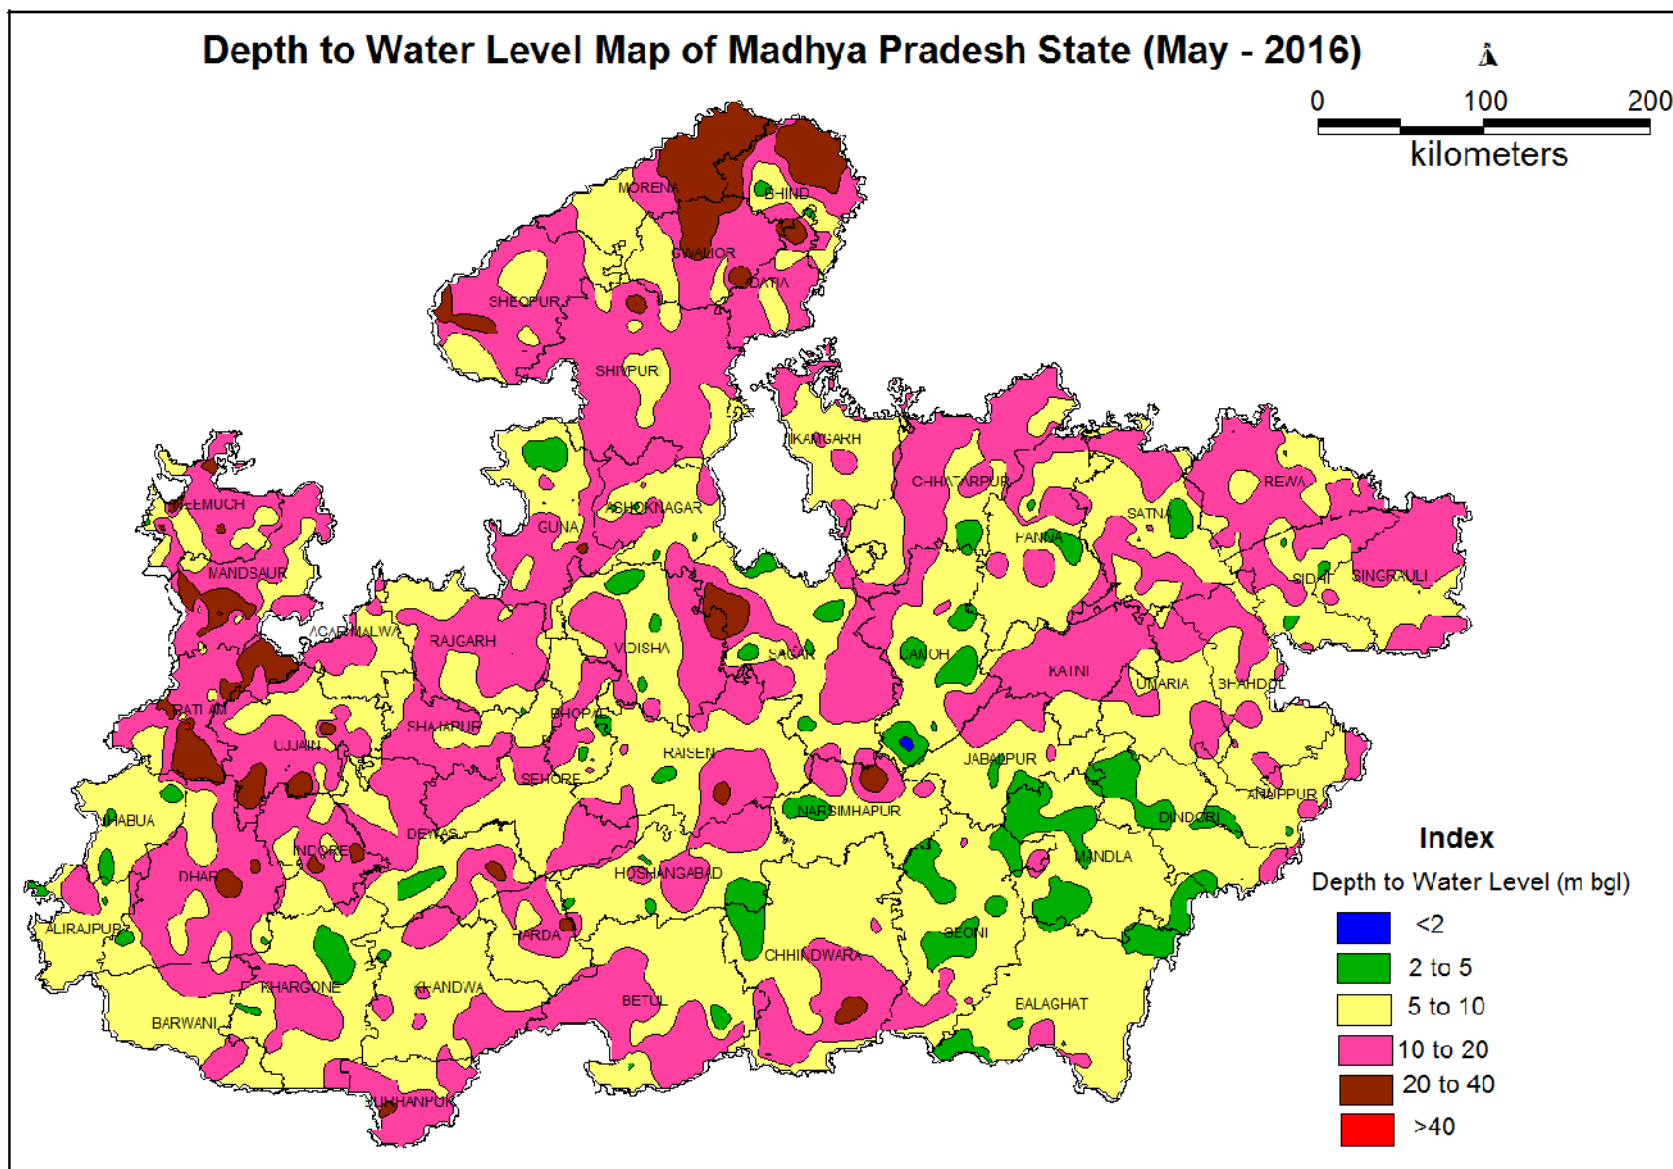 Depth to Water Level Map of Madhya Pradesh State (May - 2016)
0 100 200
kilometers
MORENA
BHIND
GWALIOR
DATIA
SHEOPUR
SHIVPURI
TIKAMGARH
CHHATARPUR
REWA
NEEMUCH
GUNA
ASHOKNAGAR
SATNA
PANNA
MANDSAUR
SIDHI
SINGRAULI
AGAR MALWA
RAJGARH
VIDISHA
SAGAR
DAMOH
KATNI
UMARIA
SHAHDOL
RATLAM
UJJAIN
SHAJAPUR
BHOPAL
RAISEN
JABALPUR
SEHORE
JHABUA
DEWAS
NARSIMHAPUR
DINDORI
ANUPPUR
INDORE
MANDLA
DHAR
HOSHANGABAD
ALIRAJPUR
HARDA
SEONI
CHHINDWARA
KHARGONE
KHANDWA
BETUL
BALAGHAT
BARWANI
BURHANPUR
Index
Depth to Water Level (m bgl)
<2
2 to 5
5 to 10
10 to 20
20 to 40
>40